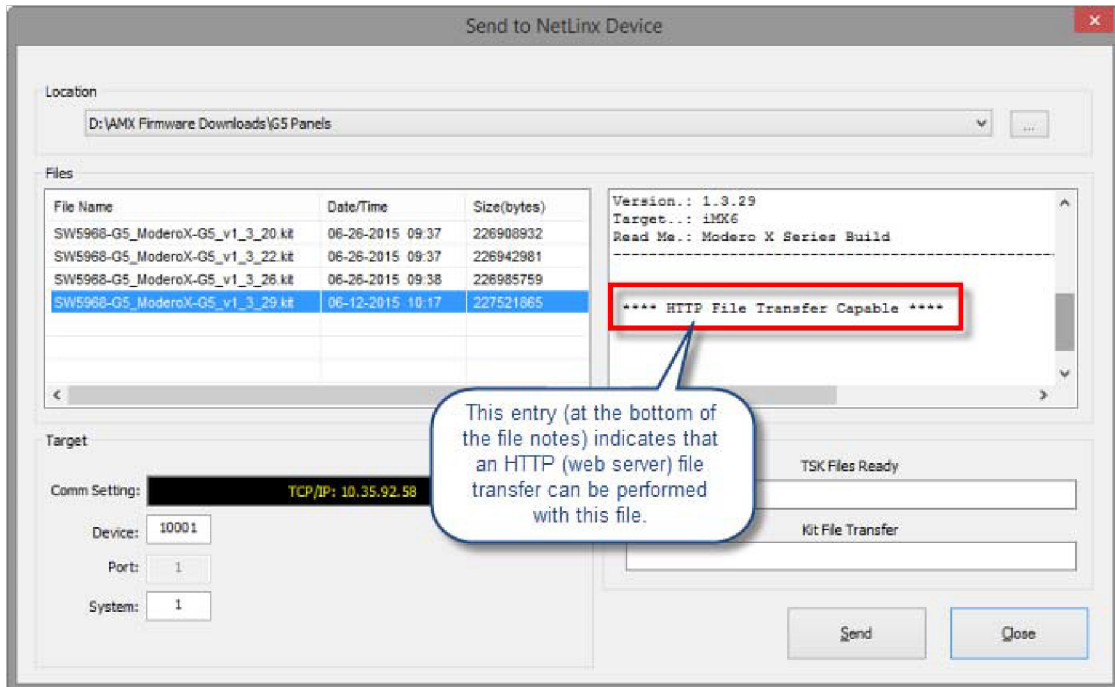 Send to NetLinx Device
x
Location
D:\AMX Firmware Downloads\G5 Panels
...
Files
File Name Date/Time Size(bytes)
SW5968-G5_ModeroX-G5_v1_3_20.kit 06-26-2015 09:37 226908932
SW5968-G5_ModeroX-G5_v1_3_22.kit 06-26-2015 09:37 226942981
SW5968-G5_ModeroX-G5_v1_3_26.kit 06-26-2015 09:38 226985759
SW5968-G5_ModeroX-G5_v1_3_29.kit 06-12-2015 10:17 227521865
Version.: 1.3.29
Target..: iMX6
Read Me.: Modero X Series Build
------------------------------------------------------
**** HTTP File Transfer Capable ****
This entry (at the bottom of
the file notes) indicates that
an HTTP (web server) file
transfer can be performed
with this file.
Target
Comm Setting: TCP/IP: 10.35.92.58
Device: 10001
Port: 1
System: 1
TSK Files Ready
Kit File Transfer
Send Close